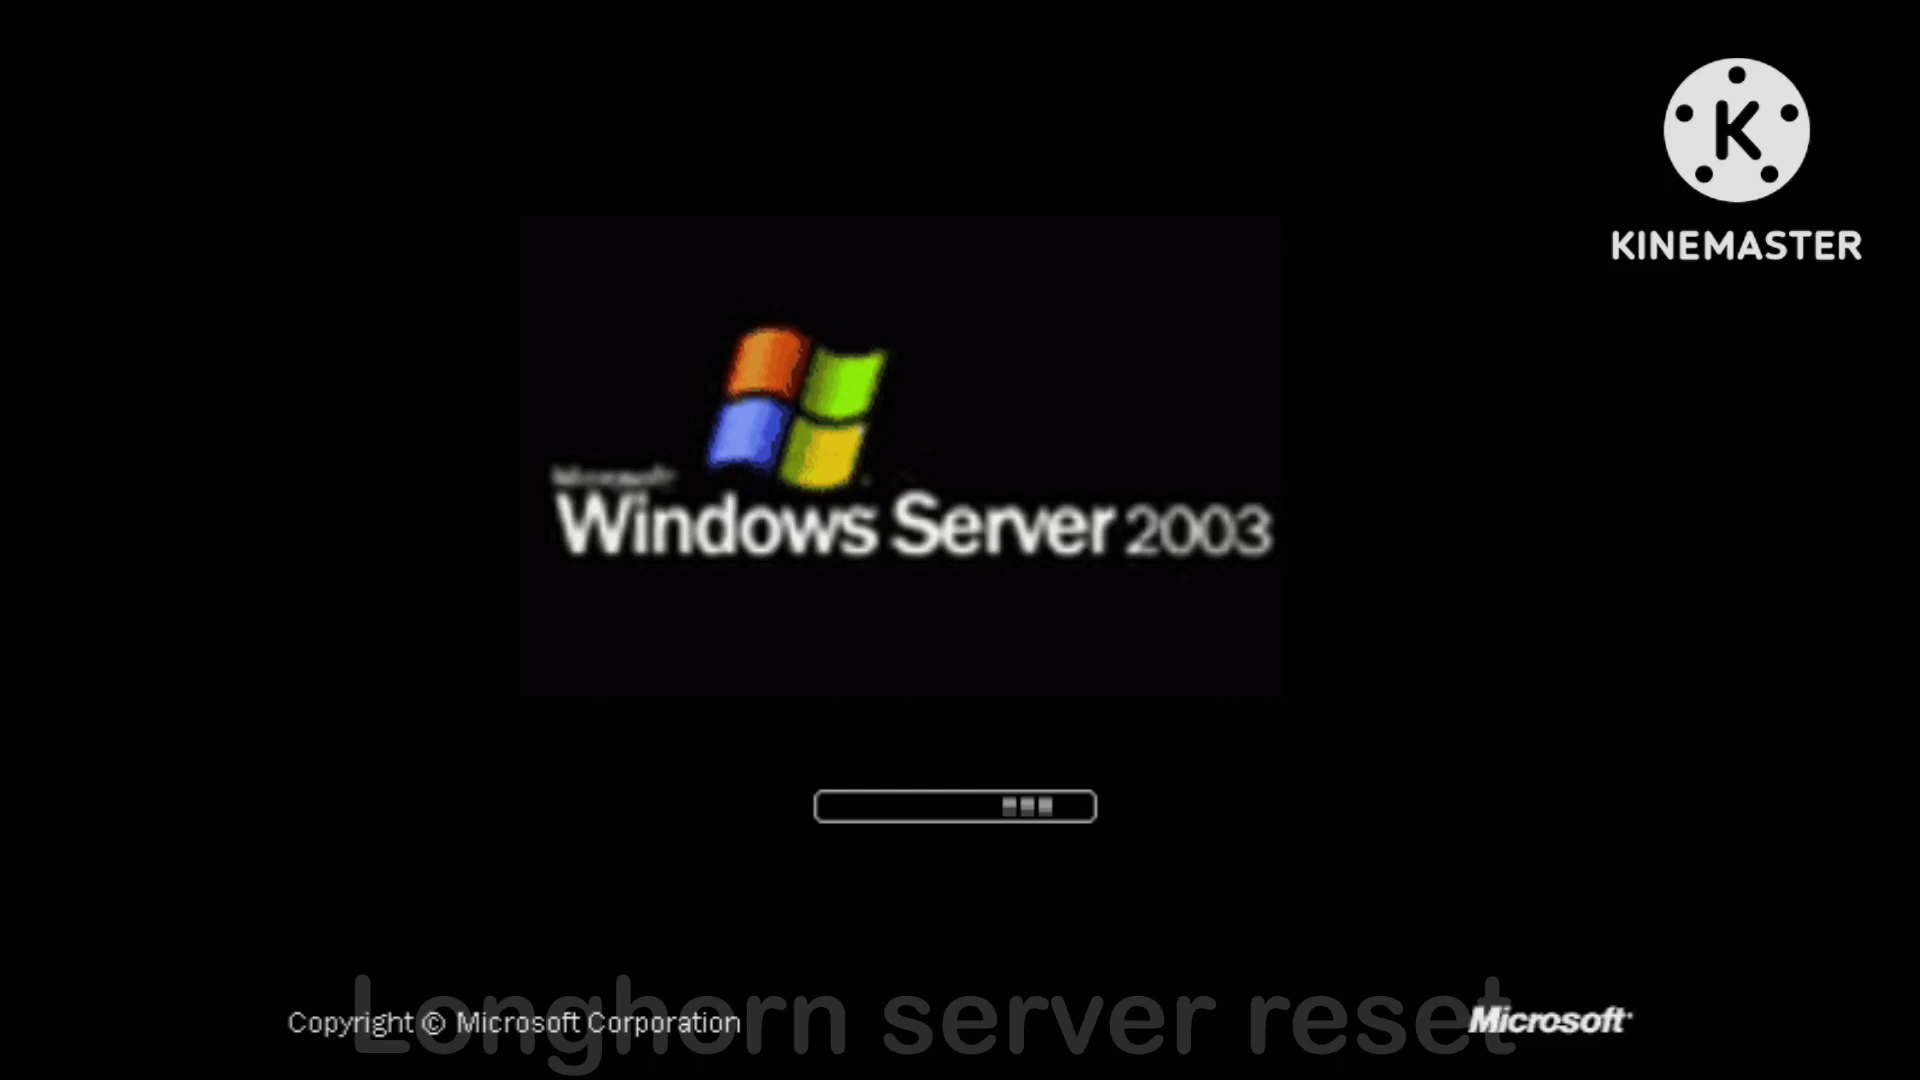 K
KINEMASTER
Microsoft
Windows Server 2003
Longhorn server reset
Copyright © Microsoft Corporation
Microsoft